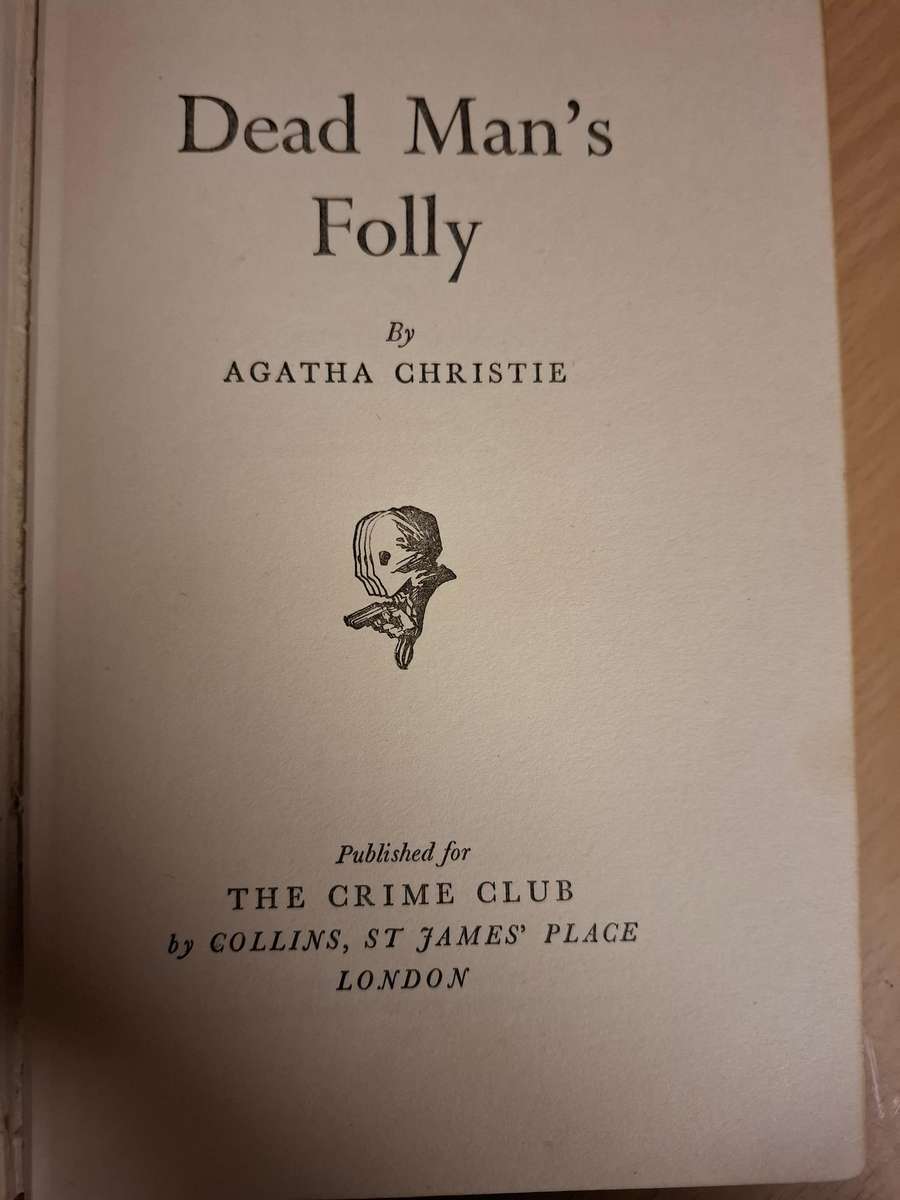 Dead Man's
Folly
By
AGATHA CHRISTIE
Published for
THE CRIME CLUB
by COLLINS, ST JAMES' PLACE
LONDON